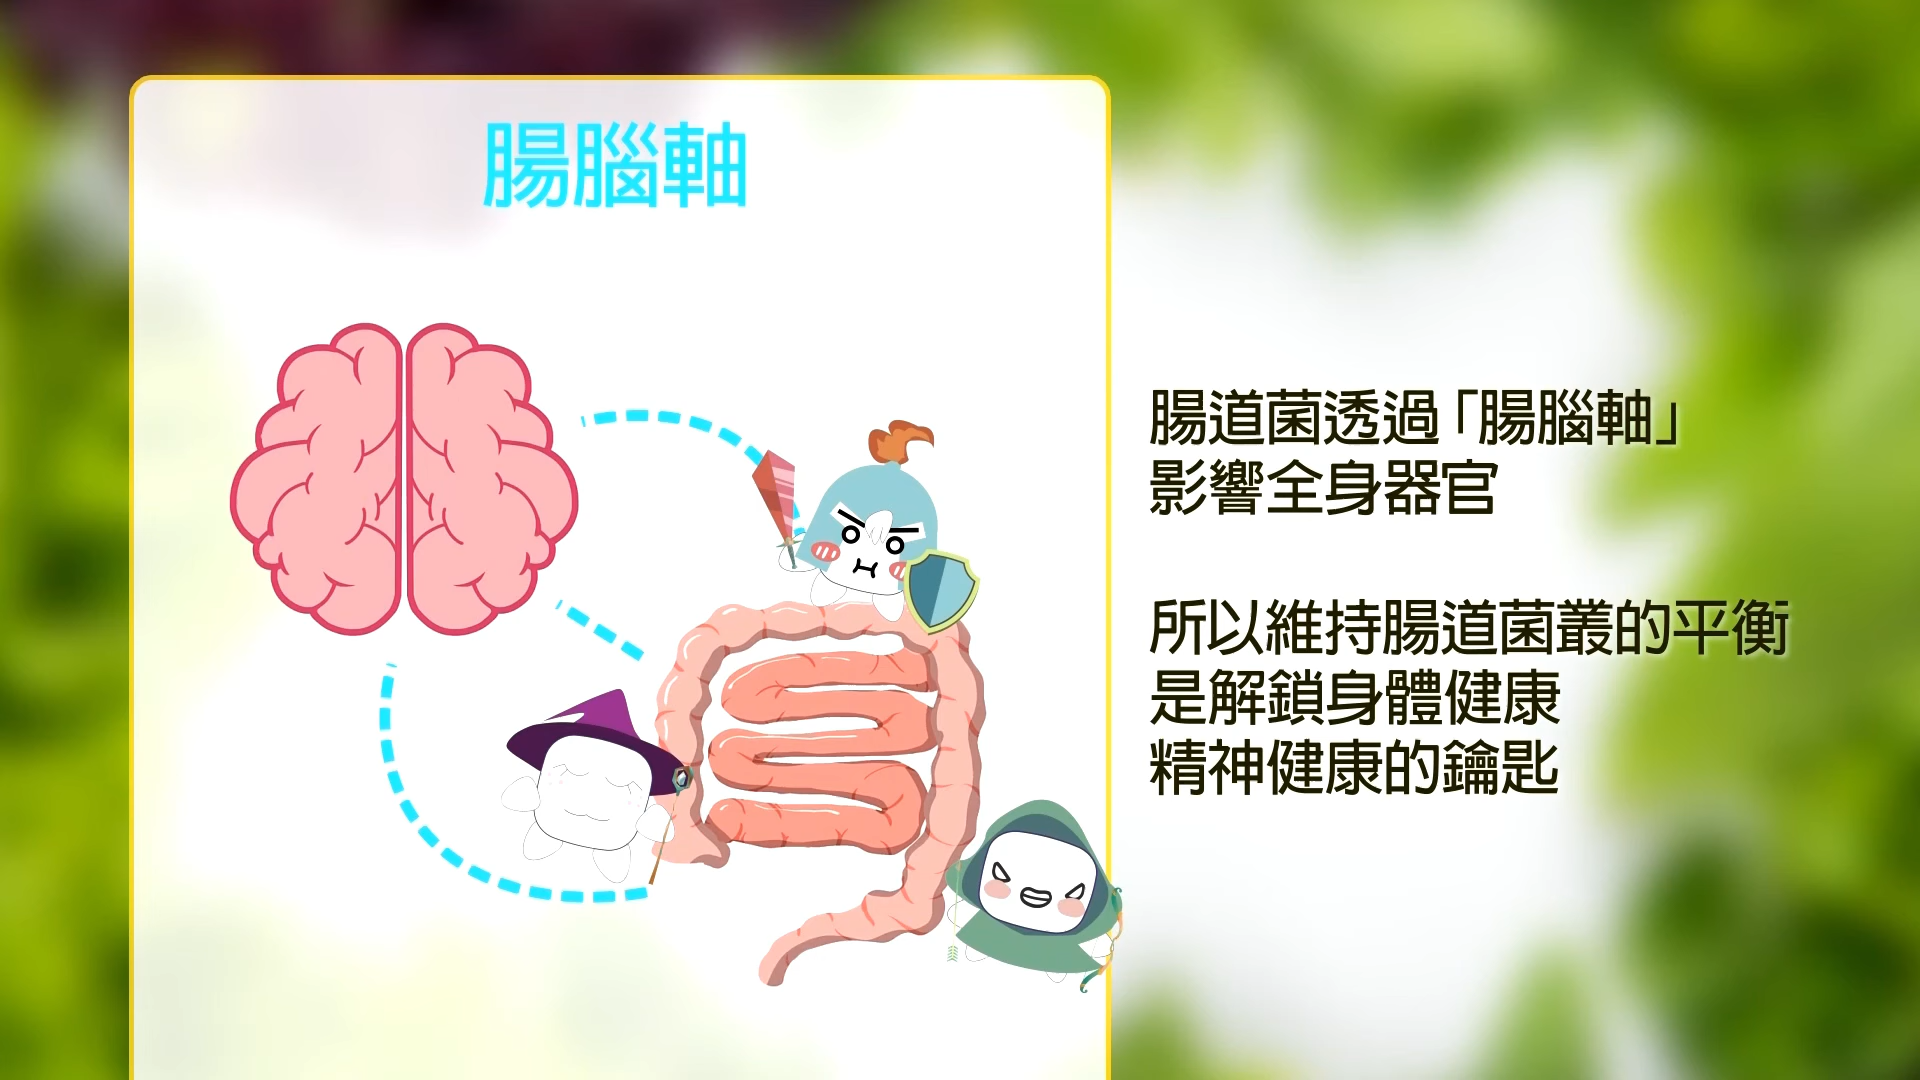 腸腦軸
腸道菌透過「腸腦軸」
影響全身器官
所以維持腸道菌叢的平衡
是解鎖身體健康
精神健康的鑰匙